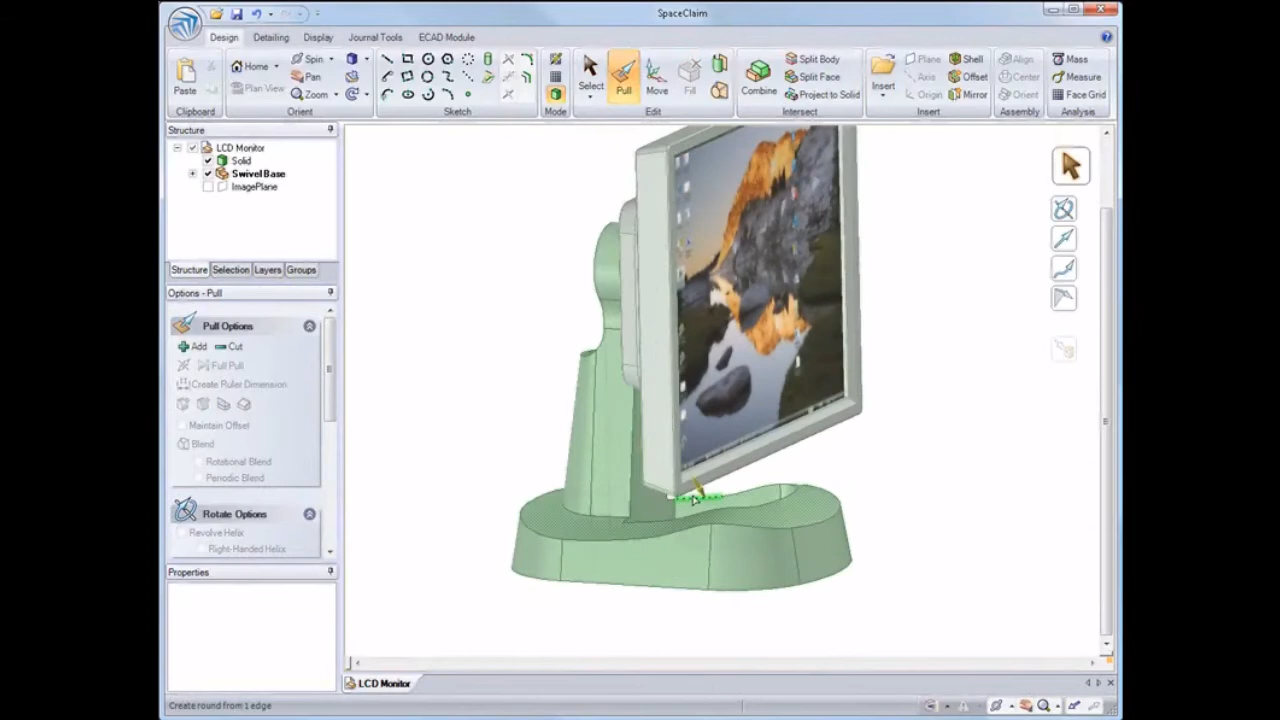 SpaceClaim
Design Detailing Display Journal Tools ECAD Module
Paste
Clipboard
Home
Plan View
Spin
Pan
Zoom
Orient
Sketch
Mode
Select
Pull
Move
Fill
Edit
Combine
Split Body
Split Face
Project to Solid
Intersect
Insert
Plane
Axis
Origin
Shell
Offset
Mirror
Insert
Align
Center
Orient
Assembly
Mass
Measure
Face Grid
Analysis
Structure
LCD Monitor
Solid
Swivel Base
ImagePlane
Structure Selection Layers Groups
Options - Pull
Pull Options
Add Cut
Full Pull
Create Ruler Dimension
Maintain Offset
Blend
Rotational Blend
Periodic Blend
Rotate Options
Revolve Helix
Right-Handed Helix
Properties
LCD Monitor
Create round from 1 edge